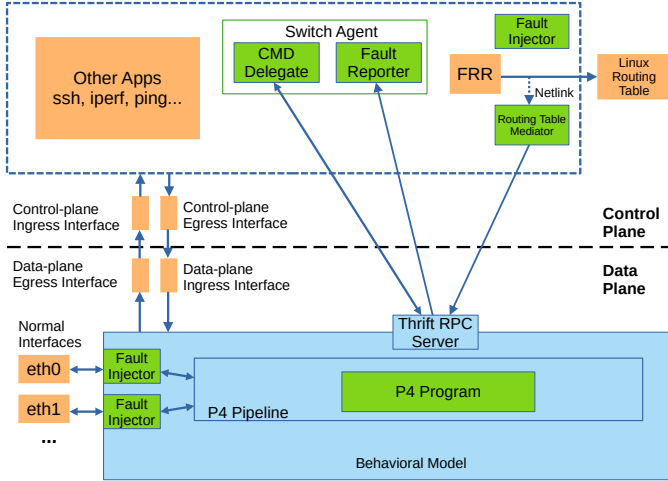 Switch Agent
CMD
Delegate
Fault
Reporter
Fault
Injector
Other Apps
ssh, iperf, ping...
FRR
Linux
Routing
Table
Netlink
Routing Table
Mediator
Control-plane
Ingress Interface
Control-plane
Egress Interface
Control
Plane
Data-plane
Egress Interface
Data-plane
Ingress Interface
Data
Plane
Normal
Interfaces
Thrift RPC
Server
eth0
Fault
Injector
eth1
Fault
Injector
P4 Program
P4 Pipeline
...
Behavioral Model